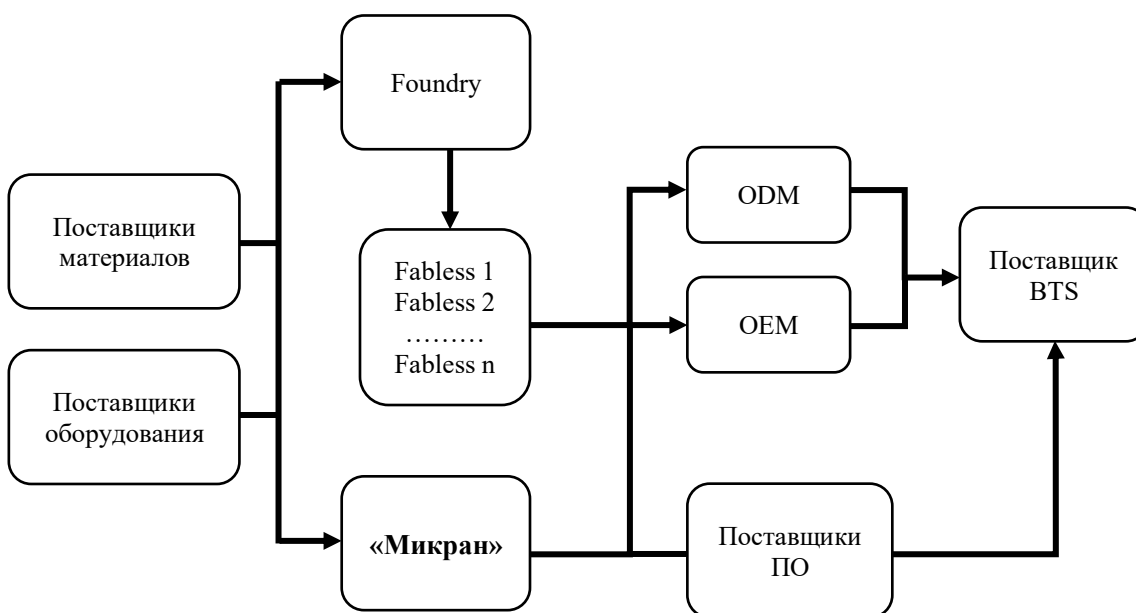 Foundry
Поставщики
материалов
Fabless 1
Fabless 2
………
Fabless n
ODM
OEM
Поставщик
BTS
Поставщики
оборудования
«Микран»
Поставщики
ПО